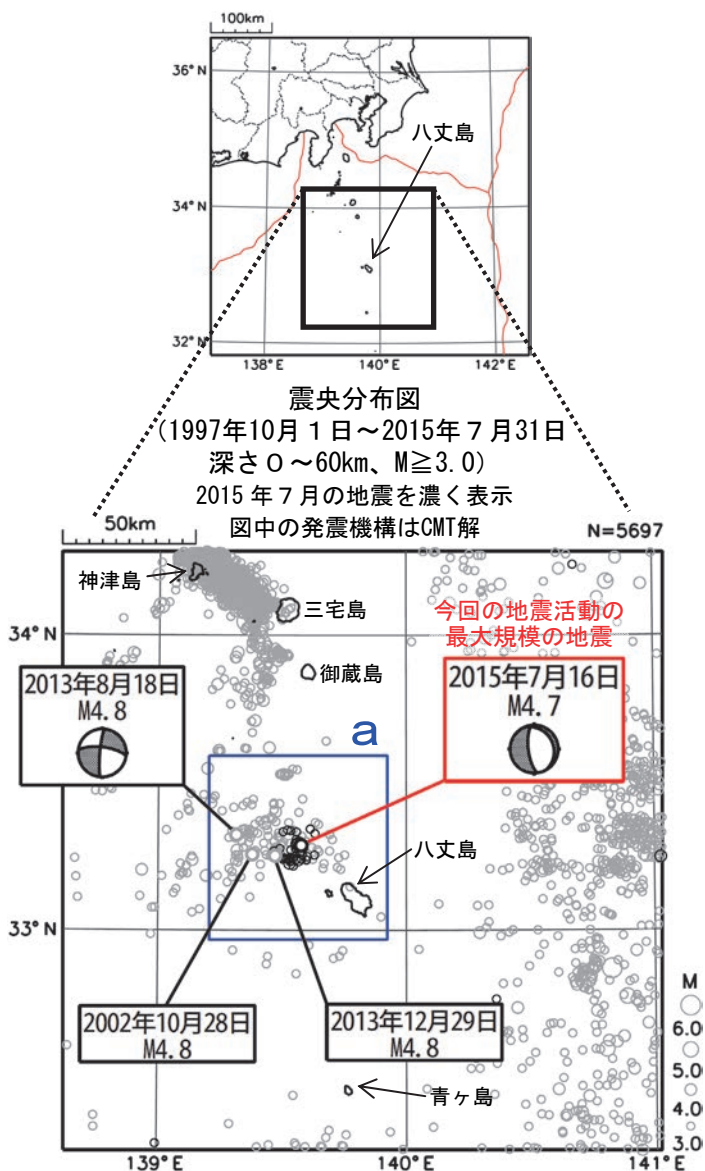 100km
36°N
八丈島
34°N
32°N
138°E 140°E 142°E
震央分布図
（1997年10月１日～2015年７月31日
深さ０～60km、M≧3.0）
2015 年７月の地震を濃く表示
図中の発震機構はCMT解
50km
N=5697
神津島
三宅島
34°N
今回の地震活動の
最大規模の地震
御蔵島
2013年8月18日
M4.8
2015年7月16日
M4.7
a
八丈島
33°N
2002年10月28日
M4.8
2013年12月29日
M4.8
M
6.00
5.00
4.00
3.00
青ヶ島
139°E 140°E 141°E